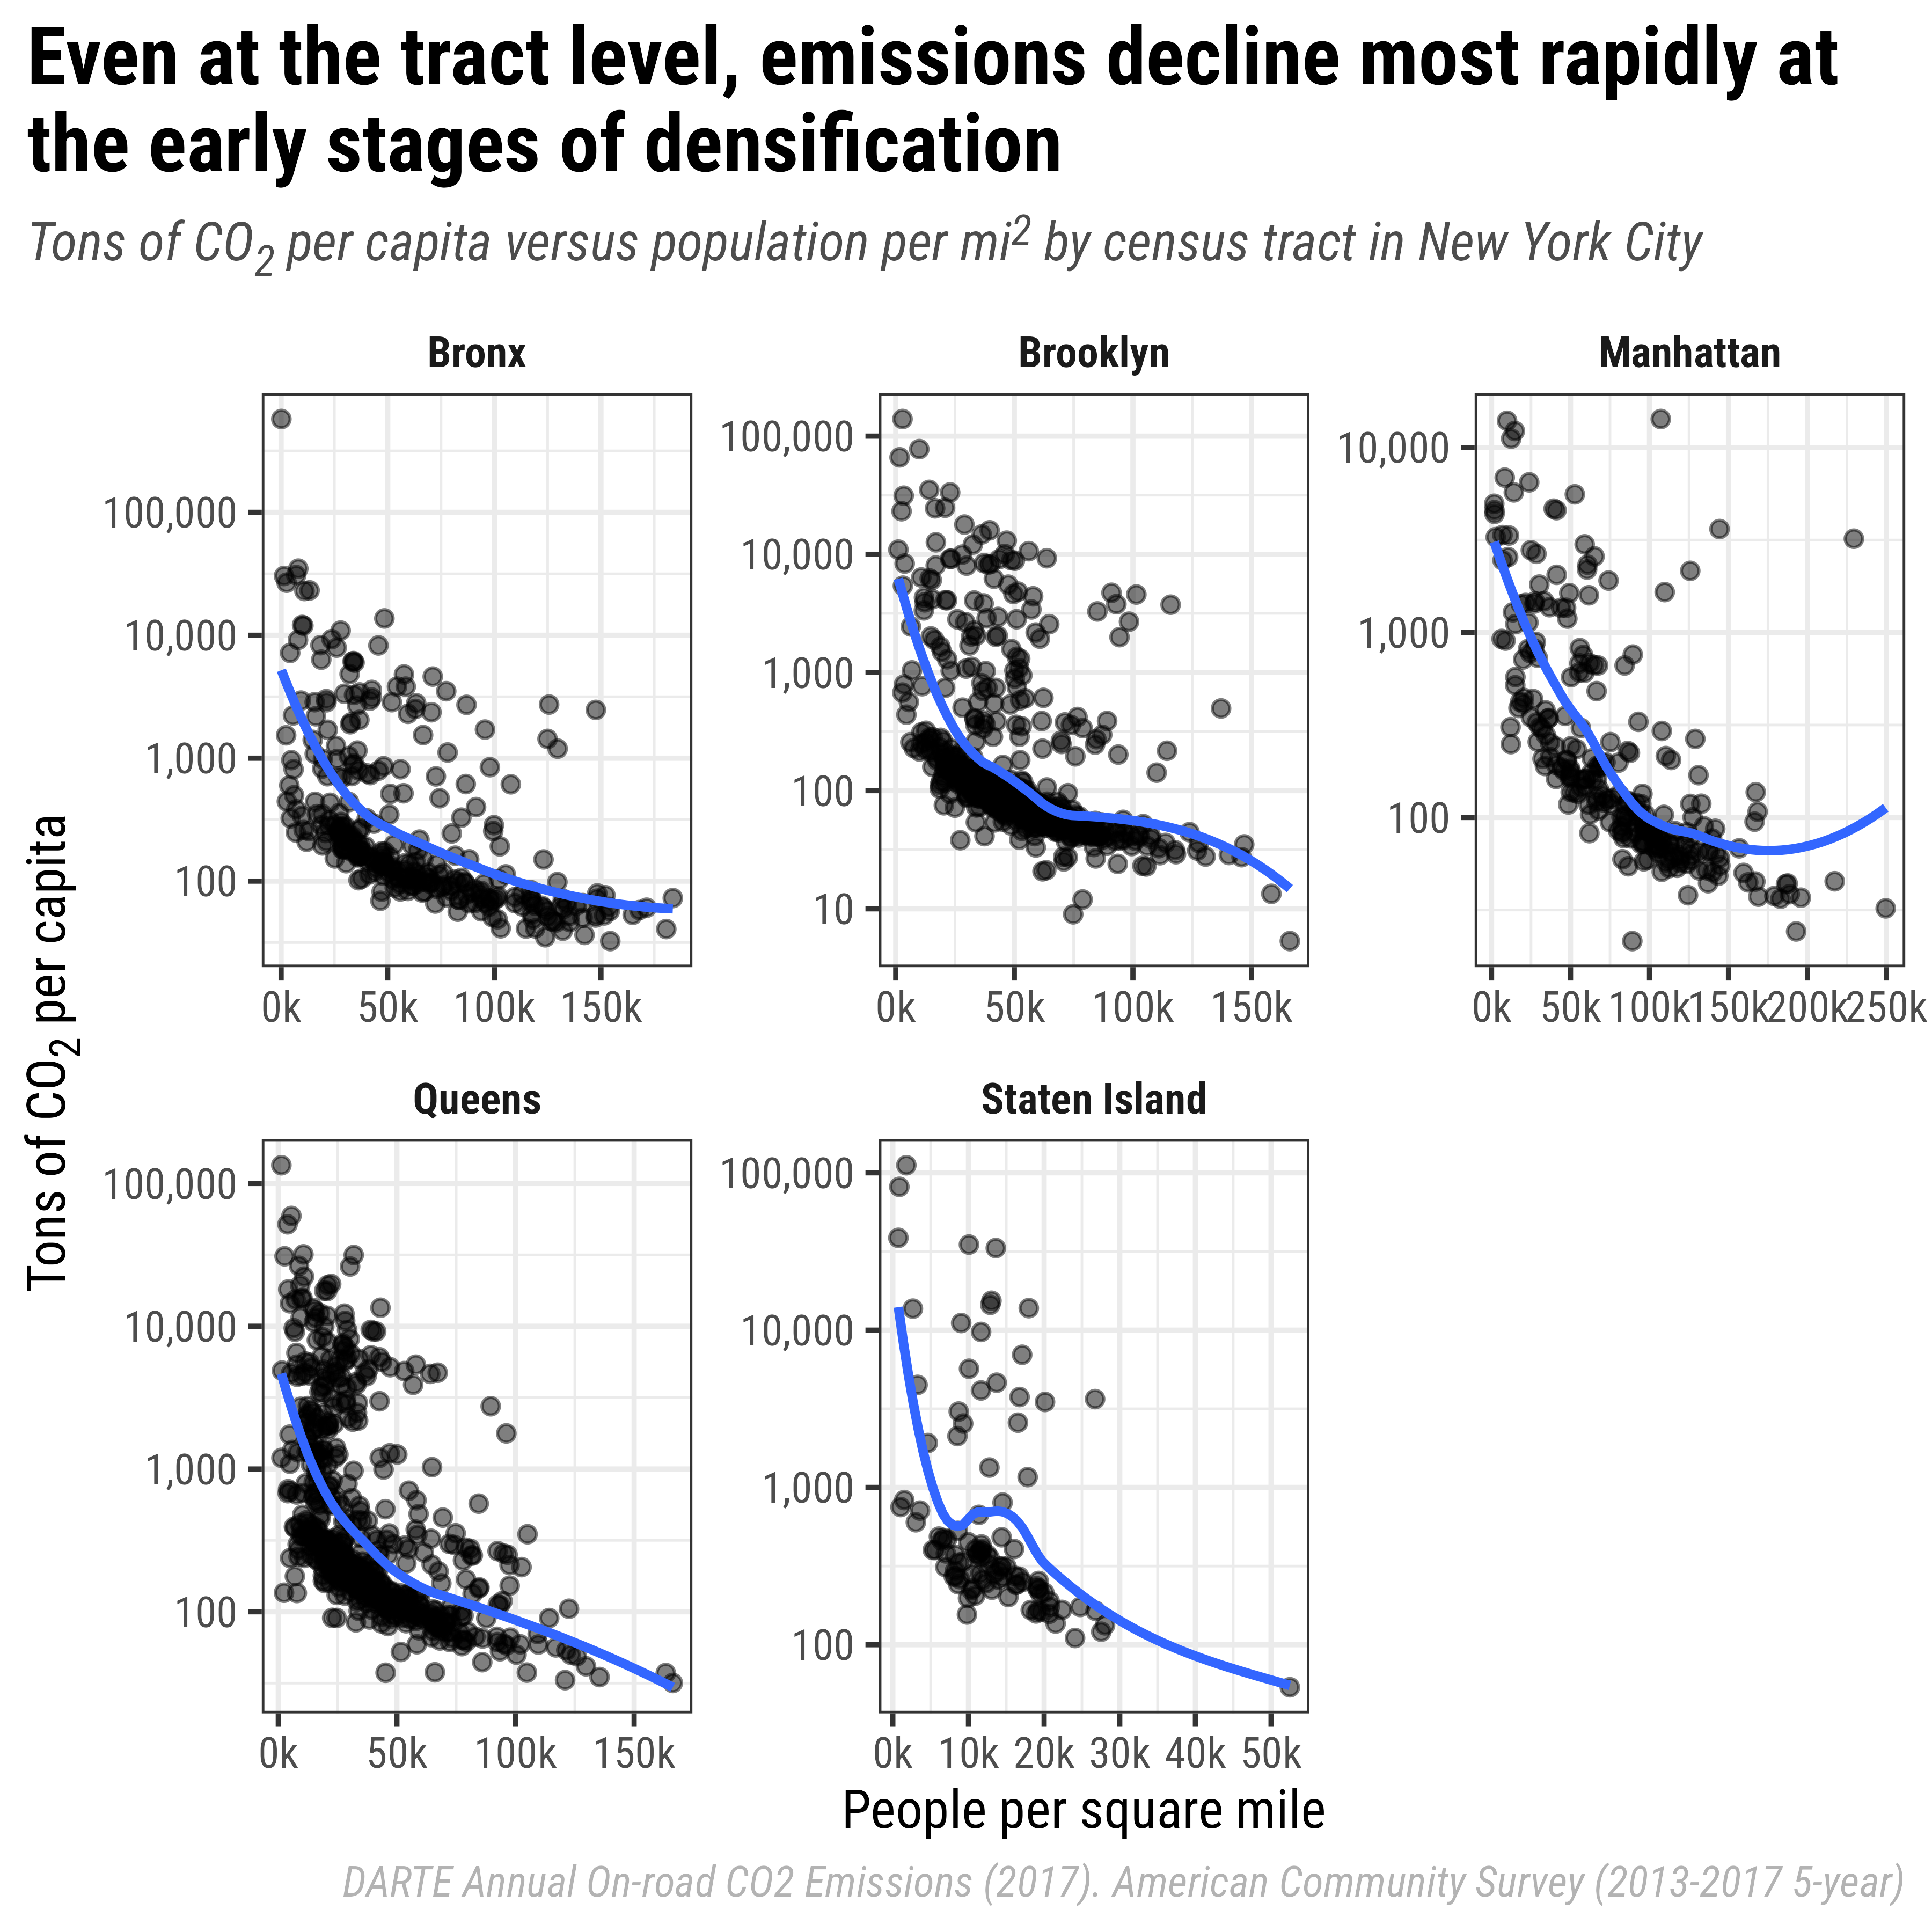 Even at the tract level, emissions decline most rapidly at
the early stages of densification
Tons of CO₂ per capita versus population per mi² by census tract in New York City
Bronx
Brooklyn
Manhattan
100,000
10,000
1,000
100
0k 50k 100k 150k
100,000
10,000
1,000
100
10
0k 50k 100k 150k
10,000
1,000
100
0k 50k 100k 150k 200k 250k
Tons of CO₂ per capita
Queens
Staten Island
100,000
10,000
1,000
100
0k 50k 100k 150k
100,000
10,000
1,000
100
0k 10k 20k 30k 40k 50k
People per square mile
DARTE Annual On-road CO2 Emissions (2017). American Community Survey (2013-2017 5-year)